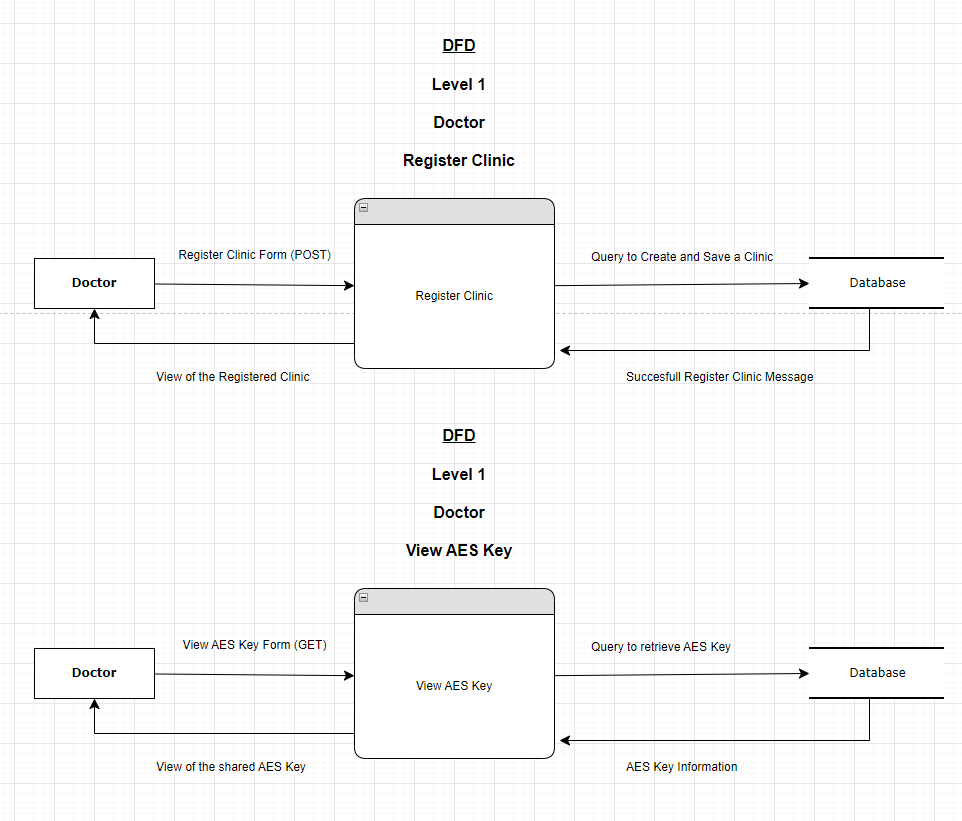 DFD
Level 1
Doctor
Register Clinic
Register Clinic Form (POST)
Query to Create and Save a Clinic
Doctor
Register Clinic
Database
View of the Registered Clinic
Succesfull Register Clinic Message
DFD
Level 1
Doctor
View AES Key
View AES Key Form (GET)
Query to retrieve AES Key
Doctor
View AES Key
Database
View of the shared AES Key
AES Key Information